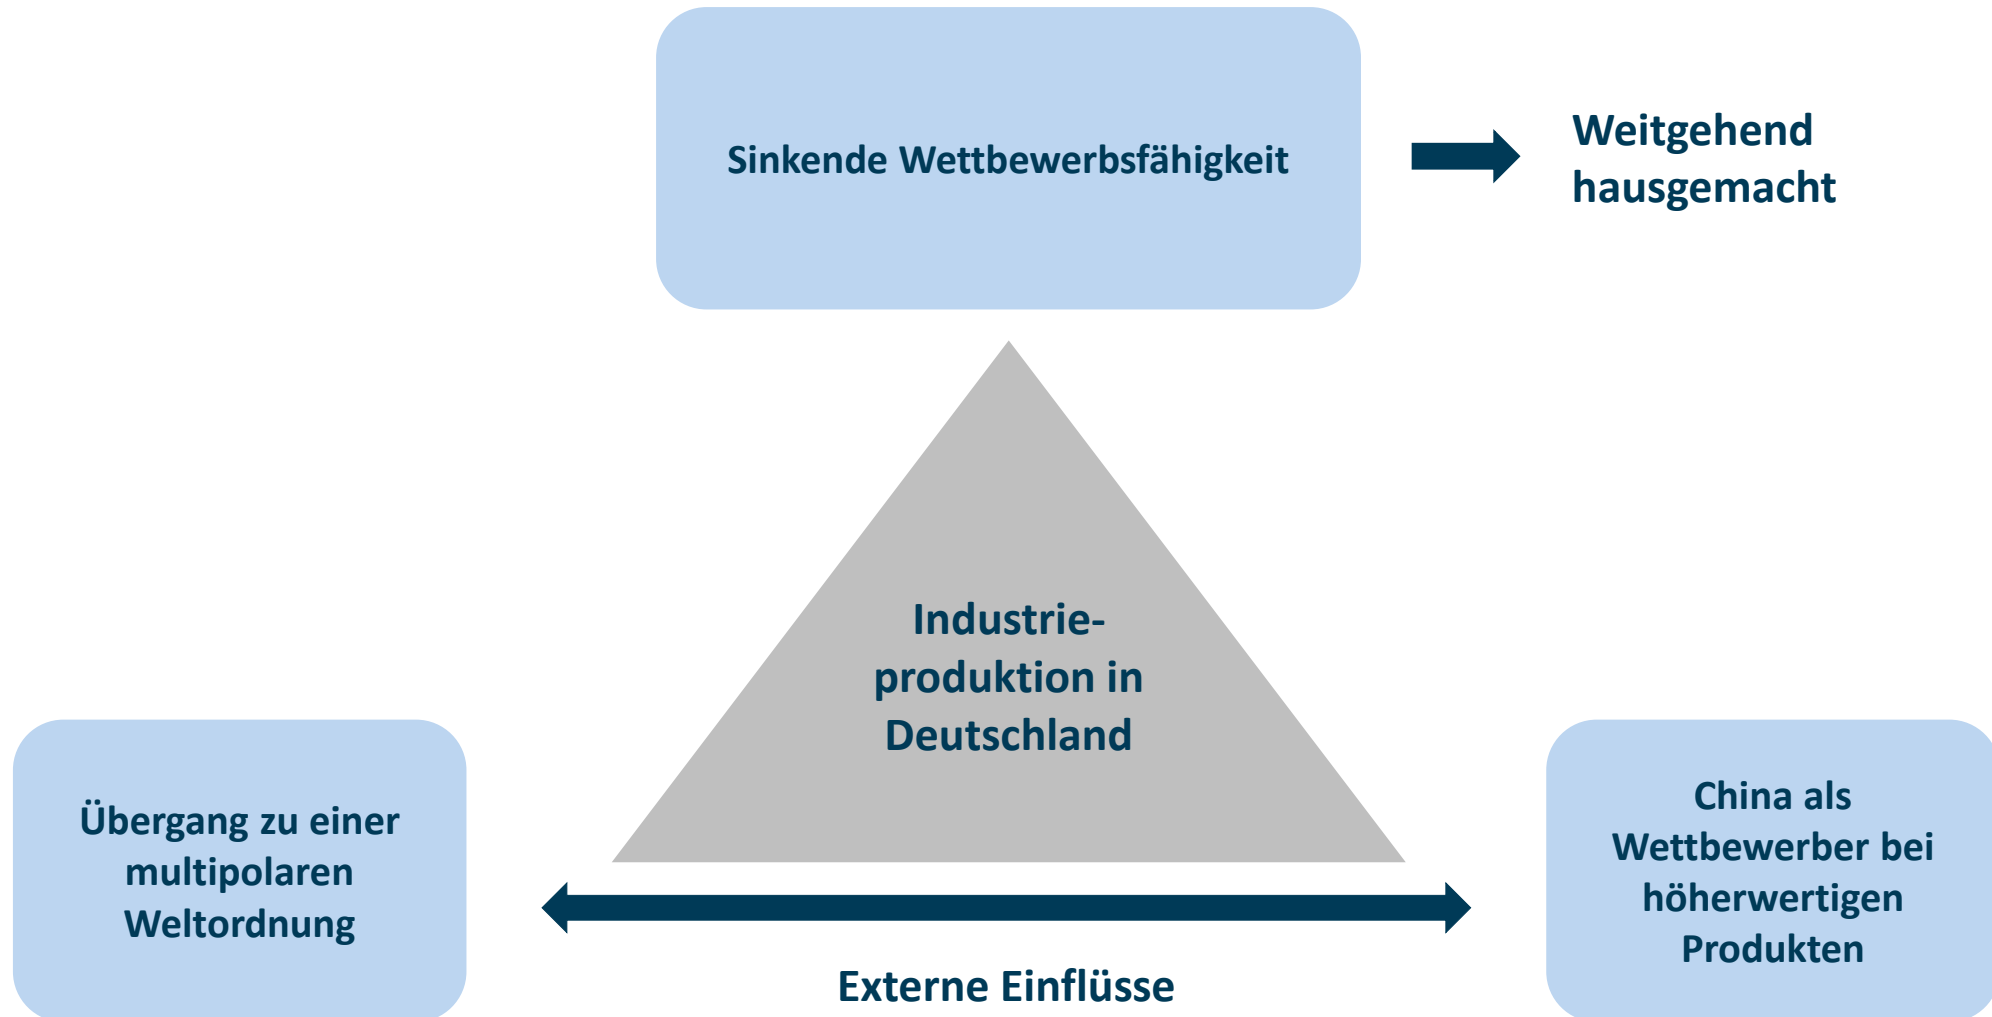 Sinkende Wettbewerbsfähigkeit
Weitgehend
hausgemacht
Industrie-
produktion in
Deutschland
Übergang zu einer
multipolaren
Weltordnung
China als
Wettbewerber bei
höherwertigen
Produkten
Externe Einflüsse